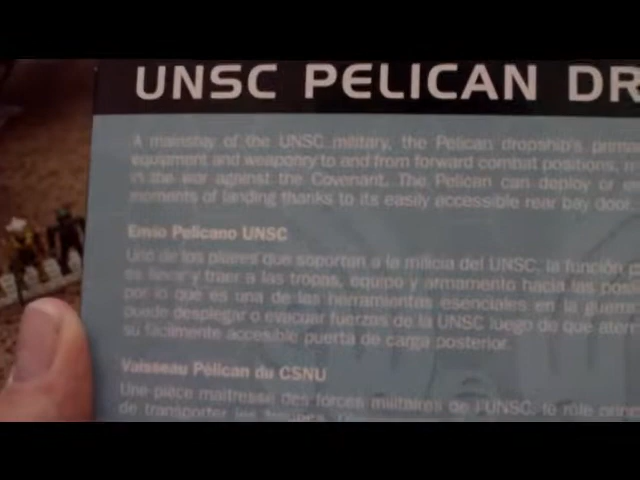 UNSC PELICAN DR
A mainstay of the UNSC military, the Pelican dropship's
equipment and weaponry to and from forward combat positions,
in the war against the Covenant. The Pelican can deploy or
moments of landing thanks to its easily accessible rear bay door.
Envío Pelicano UNSC
Uno de los pilares que soportan a la milicia del UNSC, la función
es llevar y traer a las tropas, equipo y armamento hacia las
por lo que es una de las herramientas esenciales en la
puede desplegar o evacuar fuerzas de la UNSC luego de que
su fácilmente accesible puerta de carga posterior.
Vaisseau Pélican du CSNU
Une pièce maîtresse des forces militaires de l'UNSC, le rôle
de transporter les troupes